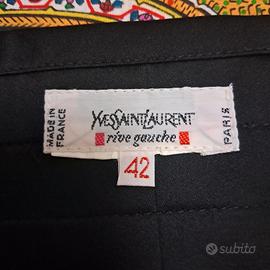 MADE IN
FRANCE
YVESSAINTLAURENT
rive gauche
PARIS
42
subito